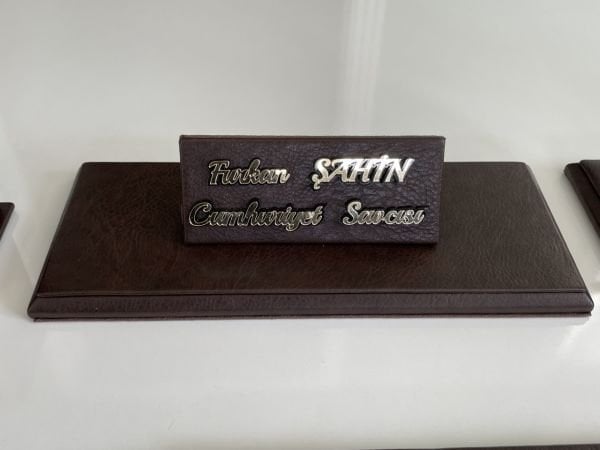 Furkan ŞAHİN
Cumhuriyet Savcısı